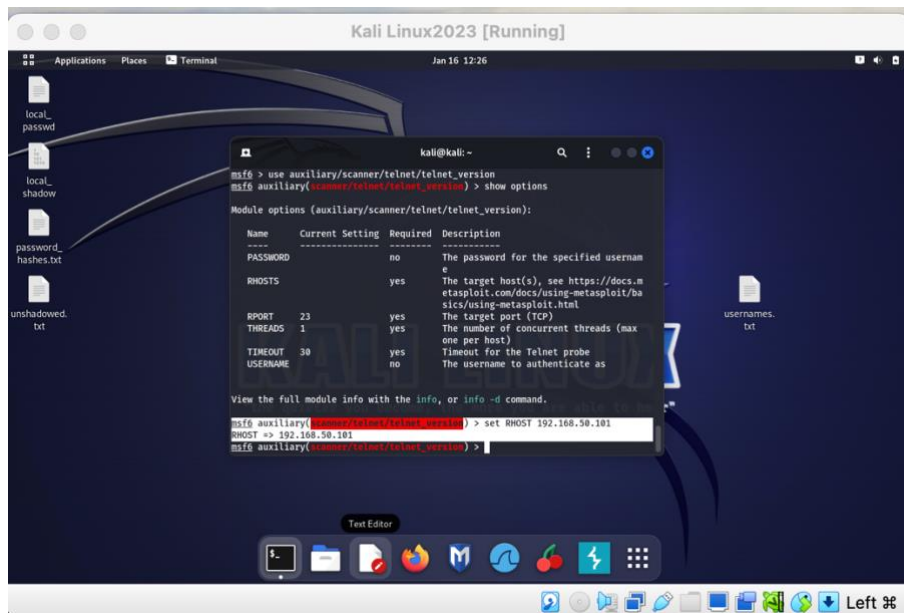 Kali Linux2023 [Running]
Applications Places Terminal Jan 16 12:26
local_
passwd
local_
shadow
password_
hashes.txt
unshadowed.
txt
usernames.
txt
kali@kali: ~
msf6 > use auxiliary/scanner/telnet/telnet_version
msf6 auxiliary(scanner/telnet/telnet_version) > show options
Module options (auxiliary/scanner/telnet/telnet_version):
Name Current Setting Required Description
---- --------------- -------- -----------
PASSWORD no The password for the specified usernam
e
RHOSTS yes The target host(s), see https://docs.m
etasploit.com/docs/using-metasploit/ba
sics/using-metasploit.html
RPORT 23 yes The target port (TCP)
THREADS 1 yes The number of concurrent threads (max
one per host)
TIMEOUT 30 yes Timeout for the Telnet probe
USERNAME no The username to authenticate as
View the full module info with the info, or info -d command.
msf6 auxiliary(scanner/telnet/telnet_version) > set RHOST 192.168.50.101
RHOST => 192.168.50.101
msf6 auxiliary(scanner/telnet/telnet_version) >
Text Editor
Left ⌘